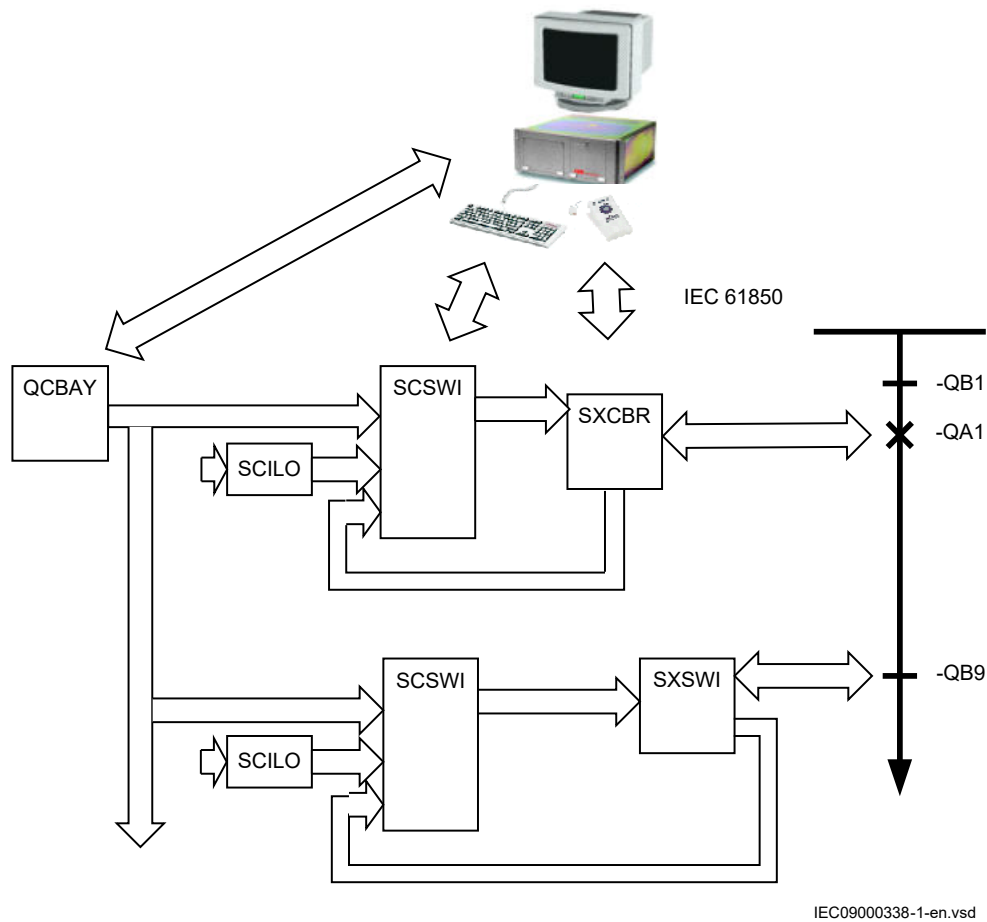 IEC 61850
-QB1
QCBAY
SCSWI
SXCBR
-QA1
SCILO
SCSWI
SXSWI
-QB9
SCILO
IEC09000338-1-en.vsd